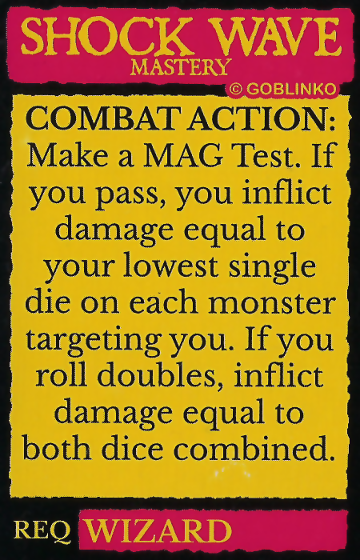 SHOCK WAVE
MASTERY
© GOBLINKO
COMBAT ACTION:
Make a MAG Test. If
you pass, you inflict
damage equal to
your lowest single
die on each monster
targeting you. If you
roll doubles, inflict
damage equal to
both dice combined.
REQ WIZARD